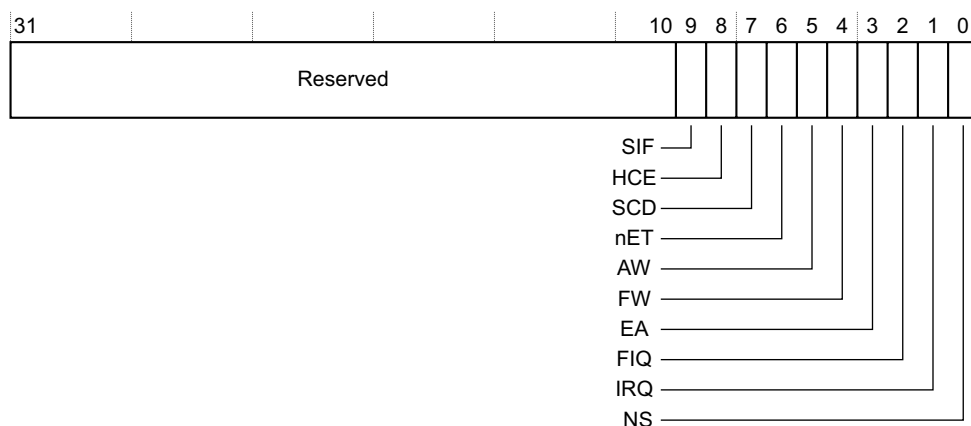 31 10 9 8 7 6 5 4 3 2 1 0
Reserved
SIF
HCE
SCD
nET
AW
FW
EA
FIQ
IRQ
NS